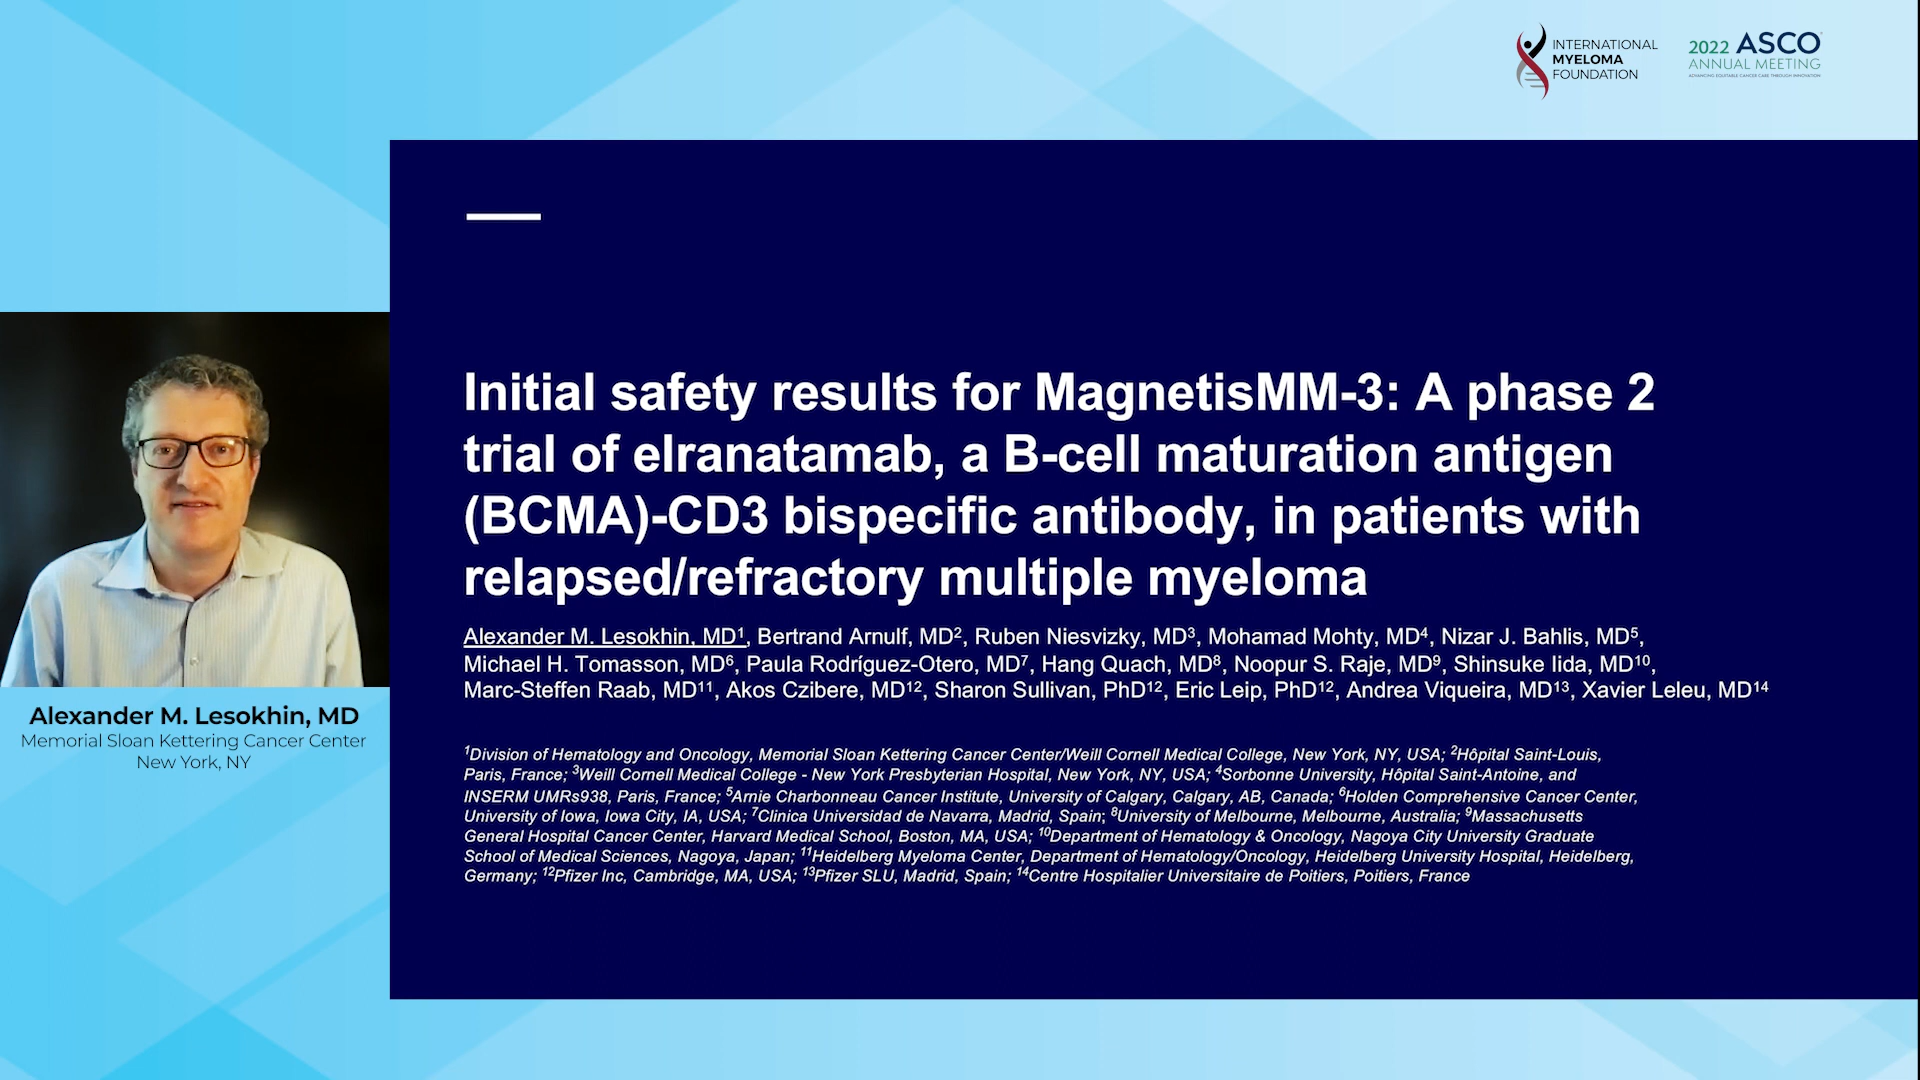 INTERNATIONAL
MYELOMA
FOUNDATION
2022 ASCO
ANNUAL MEETING
ADVANCING EQUITABLE CANCER CARE THROUGH INNOVATION
Initial safety results for MagnetisMM-3: A phase 2
trial of elranatamab, a B-cell maturation antigen
(BCMA)-CD3 bispecific antibody, in patients with
relapsed/refractory multiple myeloma
Alexander M. Lesokhin, MD¹, Bertrand Arnulf, MD², Ruben Niesvizky, MD³, Mohamad Mohty, MD⁴, Nizar J. Bahlis, MD⁵,
Michael H. Tomasson, MD⁶, Paula Rodríguez-Otero, MD⁷, Hang Quach, MD⁸, Noopur S. Raje, MD⁹, Shinsuke Iida, MD¹⁰,
Marc-Steffen Raab, MD¹¹, Akos Czibere, MD¹², Sharon Sullivan, PhD¹², Eric Leip, PhD¹², Andrea Viqueira, MD¹³, Xavier Leleu, MD¹⁴
¹Division of Hematology and Oncology, Memorial Sloan Kettering Cancer Center/Weill Cornell Medical College, New York, NY, USA; ²Hôpital Saint-Louis,
Paris, France; ³Weill Cornell Medical College - New York Presbyterian Hospital, New York, NY, USA; ⁴Sorbonne University, Hôpital Saint-Antoine, and
INSERM UMRs938, Paris, France; ⁵Arnie Charbonneau Cancer Institute, University of Calgary, Calgary, AB, Canada; ⁶Holden Comprehensive Cancer Center,
University of Iowa, Iowa City, IA, USA; ⁷Clinica Universidad de Navarra, Madrid, Spain; ⁸University of Melbourne, Melbourne, Australia; ⁹Massachusetts
General Hospital Cancer Center, Harvard Medical School, Boston, MA, USA; ¹⁰Department of Hematology & Oncology, Nagoya City University Graduate
School of Medical Sciences, Nagoya, Japan; ¹¹Heidelberg Myeloma Center, Department of Hematology/Oncology, Heidelberg University Hospital, Heidelberg,
Germany; ¹²Pfizer Inc, Cambridge, MA, USA; ¹³Pfizer SLU, Madrid, Spain; ¹⁴Centre Hospitalier Universitaire de Poitiers, Poitiers, France
Alexander M. Lesokhin, MD
Memorial Sloan Kettering Cancer Center
New York, NY